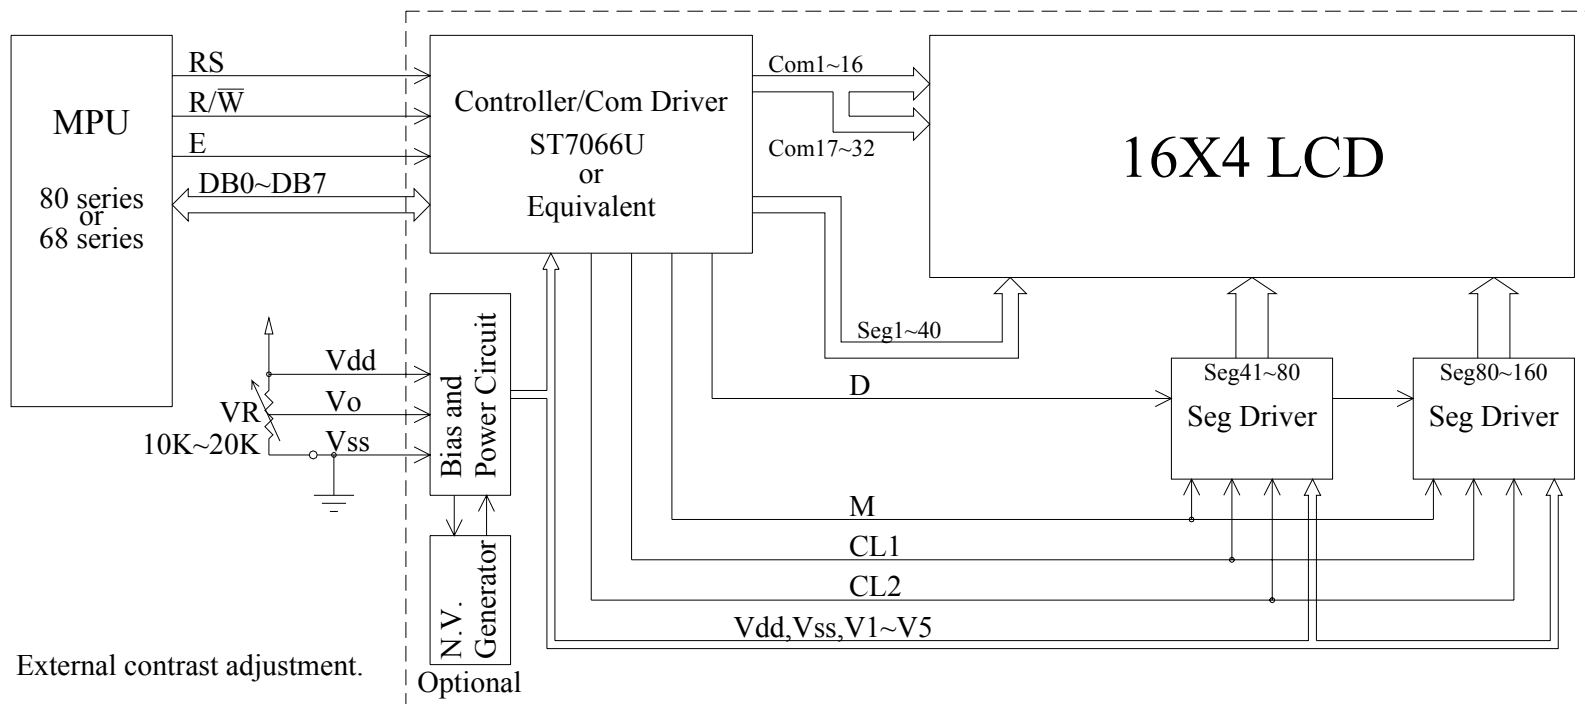 MPU
80 series
or
68 series
RS
R/W̅
E
DB0~DB7
Controller/Com Driver
ST7066U
or
Equivalent
Com1~16
Com17~32
16X4 LCD
Seg1~40
D
Seg41~80
Seg Driver
Seg80~160
Seg Driver
Vdd
Vo
Vss
VR
10K~20K
Bias and
Power Circuit
M
CL1
CL2
Vdd,Vss,V1~V5
N.V.
Generator
Optional
External contrast adjustment.